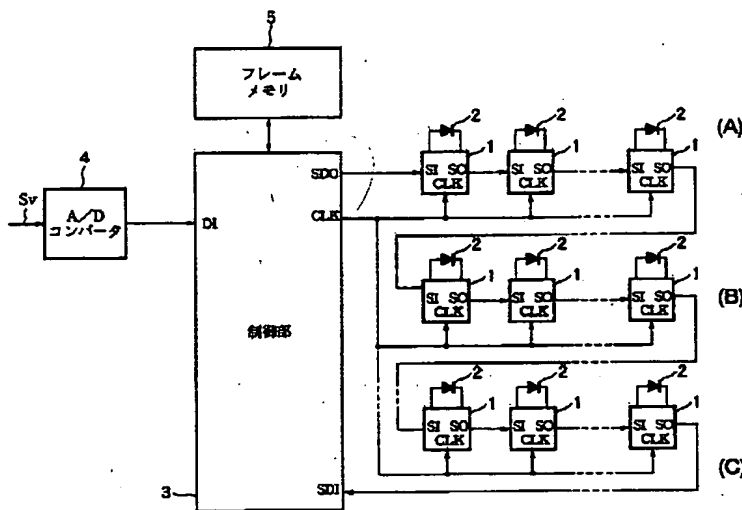 5
フレーム
メモリ
4
Sv
A/D
コンバータ
DI
SDO
CLK
制御部
SDI
3
2
2
2
(A)
1
1
1
SI SO
CLK
SI SO
CLK
SI SO
CLK
2
2
2
1
1
1
(B)
SI SO
CLK
SI SO
CLK
SI SO
CLK
2
2
2
1
1
1
SI SO
CLK
SI SO
CLK
SI SO
CLK
(C)